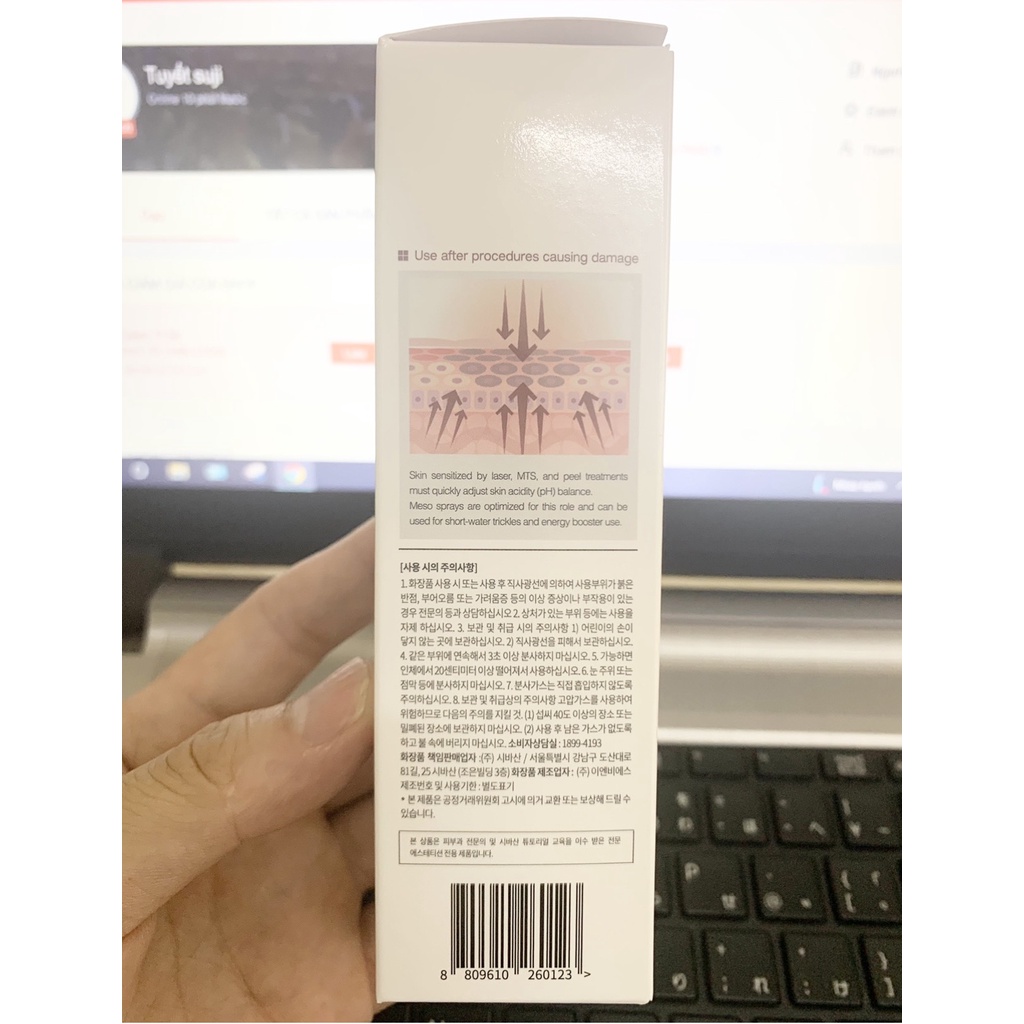 Tuyết suji
Use after procedures causing damage
Skin sensitized by laser, MTS, and peel treatments
must quickly adjust skin acidity (pH) balance.
Meso sprays are optimized for this role and can be
used for short-water trickles and energy booster use.
[사용 시의 주의사항]
1. 화장품 사용 시 또는 사용 후 직사광선에 의하여 사용부위가 붉은
반점, 부어오름 또는 가려움증 등의 이상 증상이나 부작용이 있는
경우 전문의 등과 상담하십시오 2. 상처가 있는 부위 등에는 사용을
자제 하십시오. 3. 보관 및 취급 시의 주의사항 1) 어린이의 손이
닿지 않는 곳에 보관하십시오. 2) 직사광선을 피해서 보관하십시오.
4. 같은 부위에 연속해서 3초 이상 분사하지 마십시오. 5. 가능하면
인체에서 20센티미터 이상 떨어져서 사용하십시오. 6. 눈 주위 또는
점막 등에 분사하지 마십시오. 7. 분사가스는 직접 흡입하지 않도록
주의하십시오. 8. 보관 및 취급상의 주의사항 고압가스를 사용하여
위험하므로 다음의 주의를 지킬 것. (1) 섭씨 40도 이상의 장소 또는
밀폐된 장소에 보관하지 마십시오. (2) 사용 후 남은 가스가 없도록
하고 불 속에 버리지 마십시오. 소비자상담실 : 1899-4193
화장품 책임판매업자 :(주) 시바산 / 서울특별시 강남구 도산대로
81길, 25 시바산 (조은빌딩 3층) 화장품 제조업자 : (주) 이엔비에스
제조번호 및 사용기한 : 별도표기
* 본 제품은 공정거래위원회 고시에 의거 교환 또는 보상해 드릴 수
있습니다.
본 상품은 피부과 전문의 및 시바산 튜토리얼 교육을 이수 받은 전문
에스테티션 전용 제품입니다.
8 809610 260123 >